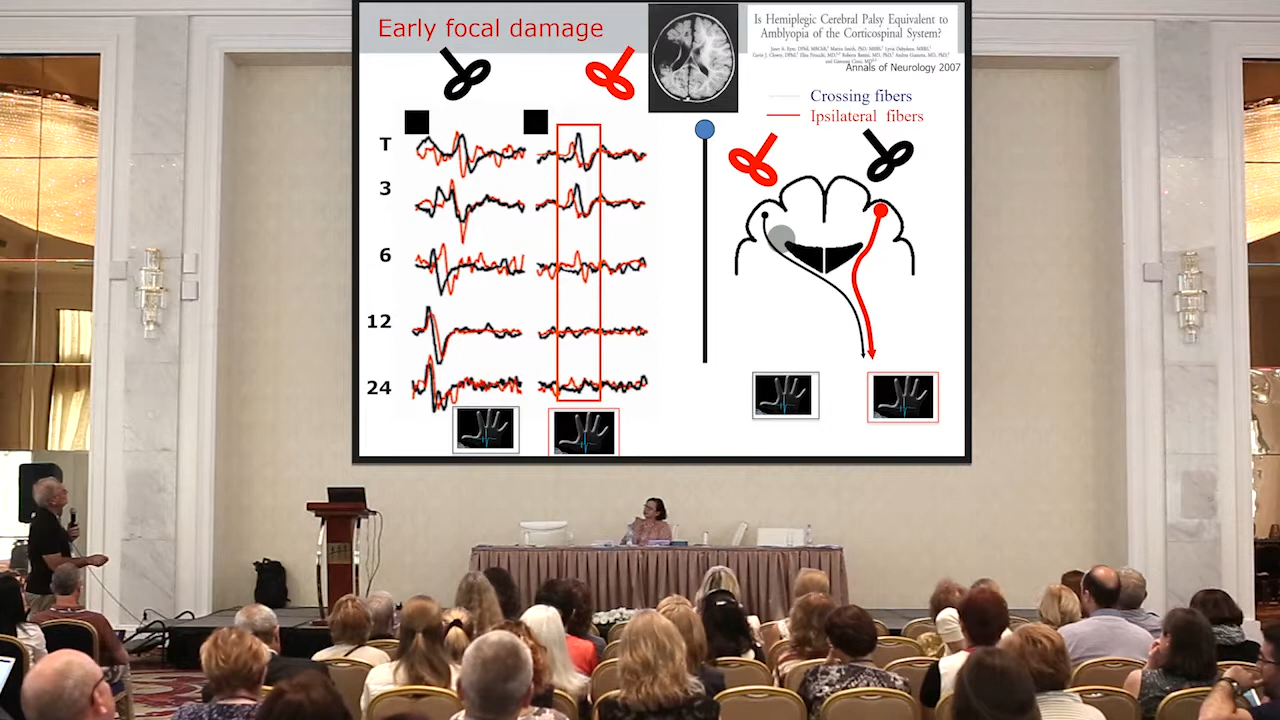 Early focal damage
Is Hemiplegic Cerebral Palsy Equivalent to
Amblyopia of the Corticospinal System?
Annals of Neurology 2007
Crossing fibers
Ipsilateral fibers
T
3
6
12
24